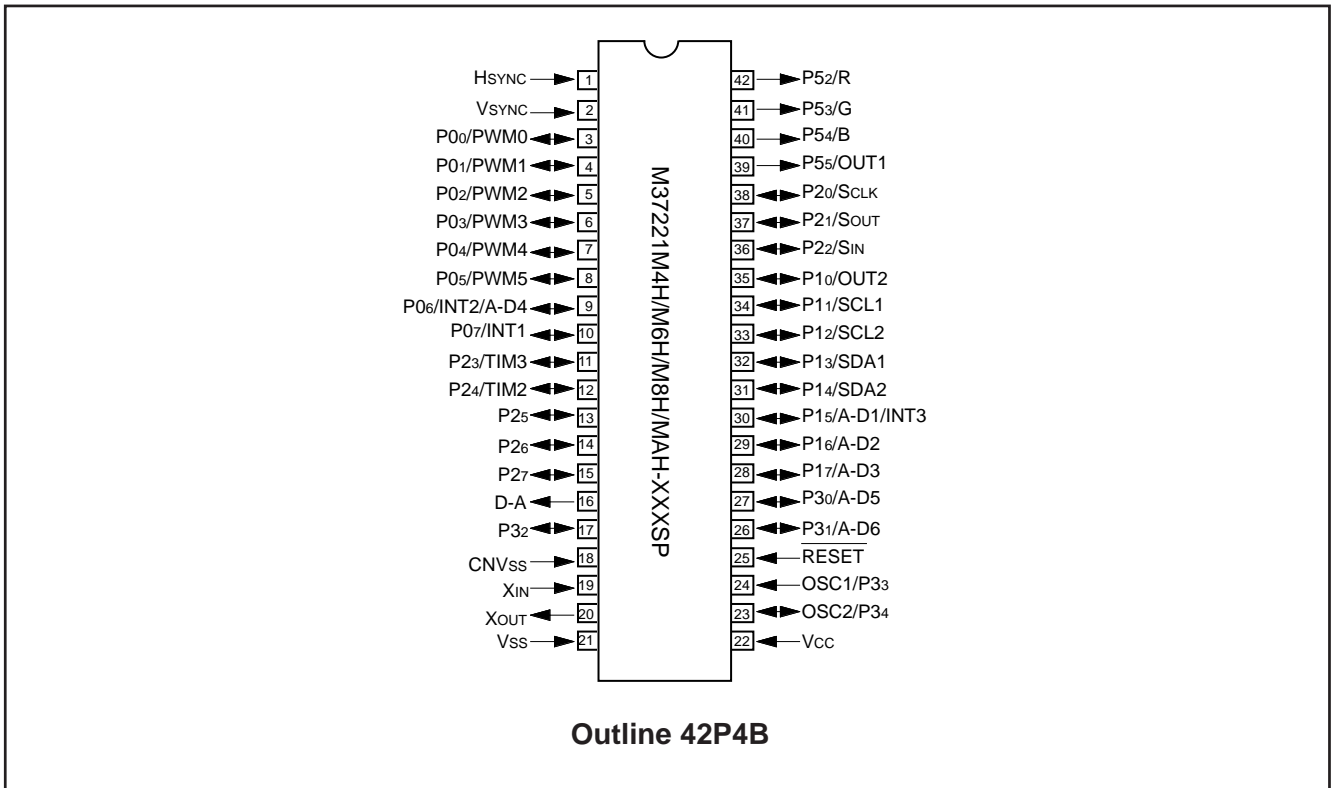 HSYNC 1 42 P52/R
VSYNC 2 41 P53/G
P00/PWM0 3 40 P54/B
P01/PWM1 4 39 P55/OUT1
P02/PWM2 5 38 P20/SCLK
P03/PWM3 6 37 P21/SOUT
P04/PWM4 7 36 P22/SIN
P05/PWM5 8 35 P10/OUT2
P06/INT2/A-D4 9 34 P11/SCL1
P07/INT1 10 33 P12/SCL2
P23/TIM3 11 32 P13/SDA1
P24/TIM2 12 31 P14/SDA2
P25 13 30 P15/A-D1/INT3
P26 14 29 P16/A-D2
P27 15 28 P17/A-D3
D-A 16 27 P30/A-D5
P32 17 26 P31/A-D6
CNVSS 18 25 RESET
XIN 19 24 OSC1/P33
XOUT 20 23 OSC2/P34
VSS 21 22 VCC
M37221M4H/M6H/M8H/MAH-XXXSP
Outline 42P4B